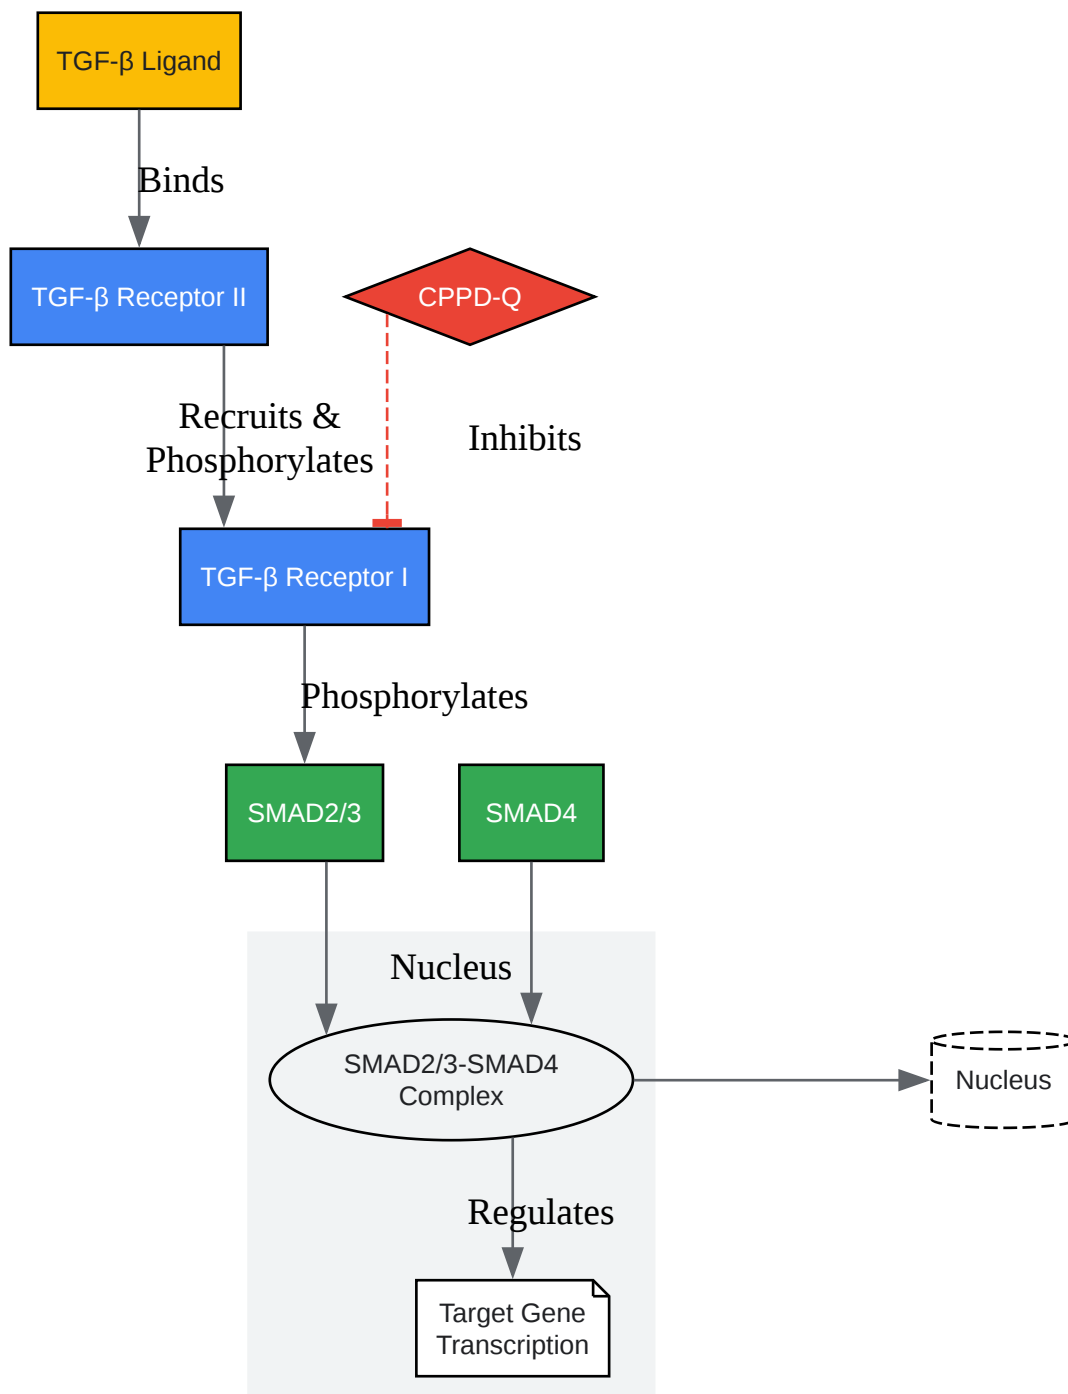 TGF-β Ligand
Binds
TGF-β Receptor II
CPPD-Q
Recruits &
Phosphorylates
Inhibits
TGF-β Receptor I
Phosphorylates
SMAD2/3
SMAD4
Nucleus
SMAD2/3-SMAD4
Complex
Nucleus
Regulates
Target Gene
Transcription